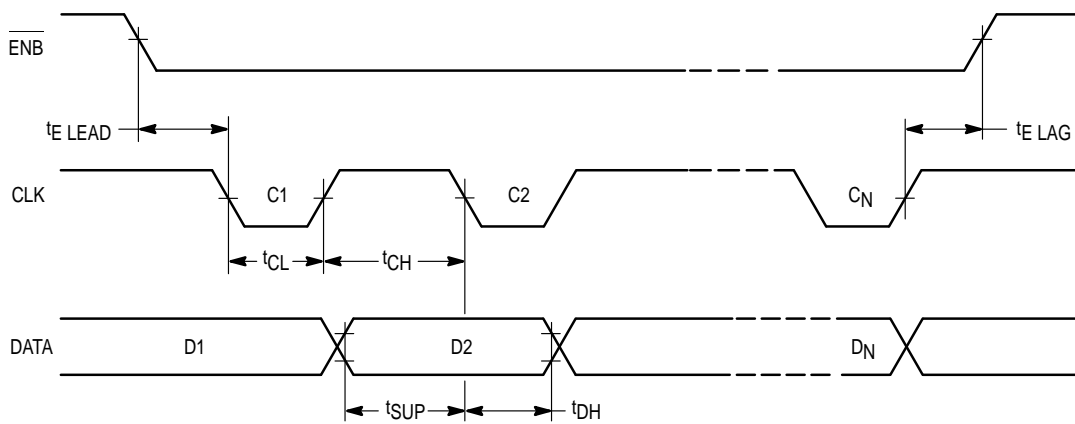 ENB
tE LEAD
tE LAG
CLK
C1
C2
CN
tCL
tCH
DATA
D1
D2
DN
tSUP
tDH